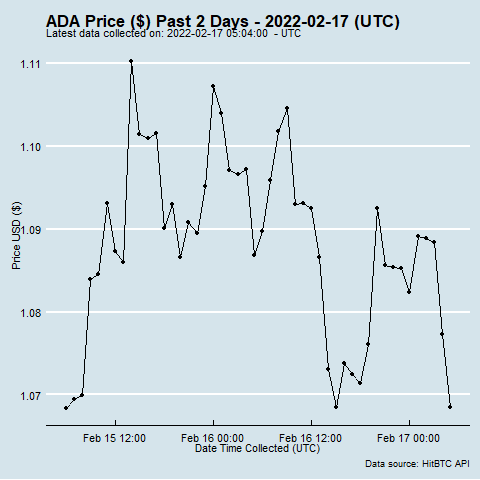 ADA Price ($) Past 2 Days - 2022-02-17 (UTC)
Latest data collected on: 2022-02-17 05:04:00  - UTC
1.11
1.10
1.09
1.08
1.07
Price USD ($)
Feb 15 12:00
Feb 16 00:00
Feb 16 12:00
Feb 17 00:00
Date Time Collected (UTC)
Data source: HitBTC API